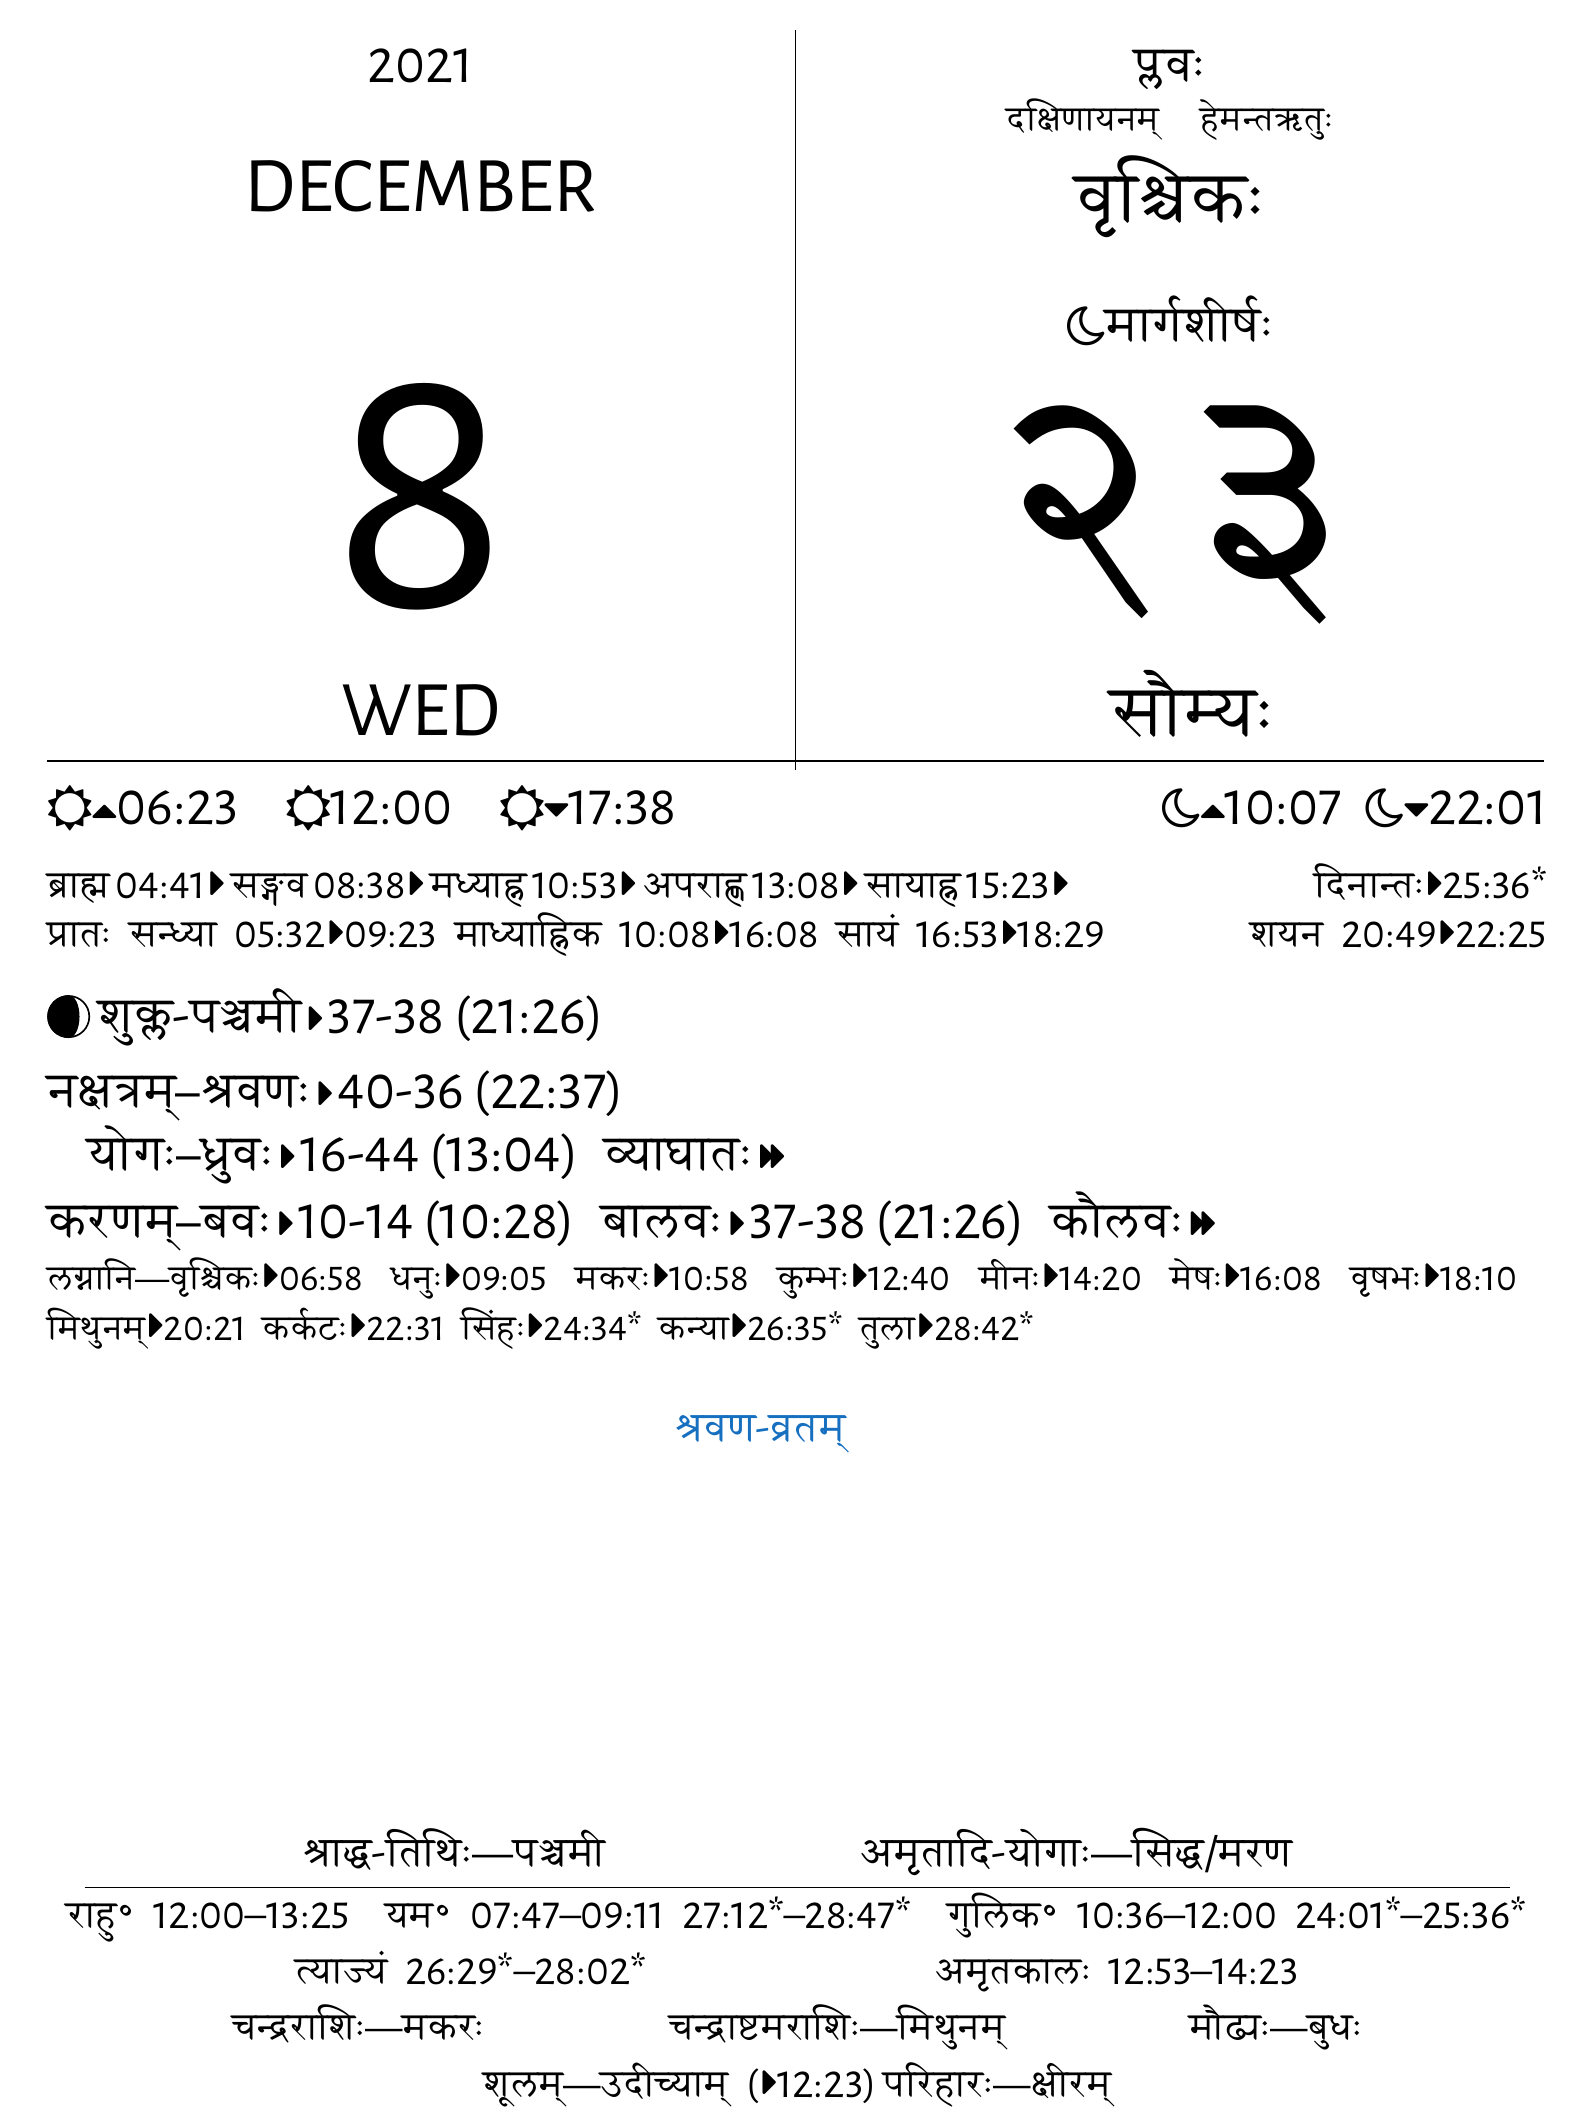 2021
DECEMBER
8
WED
प्लवः
दक्षिणायनम् हेमन्तऋतुः
वृश्चिकः
मार्गशीर्षः
२३
सौम्यः
06:23 12:00 17:38 10:07 22:01
ब्राह्म 04:41 सङ्गव 08:38 मध्याह्न 10:53 अपराह्ण 13:08 सायाह्न 15:23 दिनान्तः 25:36*
प्रातः सन्ध्या 05:32 09:23 माध्याह्निक 10:08 16:08 सायं 16:53 18:29 शयन 20:49 22:25
शुक्ल-पञ्चमी 37-38 (21:26)
नक्षत्रम्–श्रवणः 40-36 (22:37)
योगः–ध्रुवः 16-44 (13:04) व्याघातः
करणम्–बवः 10-14 (10:28) बालवः 37-38 (21:26) कौलवः
लग्नानि—वृश्चिकः 06:58 धनुः 09:05 मकरः 10:58 कुम्भः 12:40 मीनः 14:20 मेषः 16:08 वृषभः 18:10
मिथुनम् 20:21 कर्कटः 22:31 सिंहः 24:34* कन्या 26:35* तुला 28:42*
श्रवण-व्रतम्
श्राद्ध-तिथिः—पञ्चमी अमृतादि-योगाः—सिद्ध/मरण
राहु॰ 12:00–13:25 यम॰ 07:47–09:11 27:12*–28:47* गुलिक॰ 10:36–12:00 24:01*–25:36*
त्याज्यं 26:29*–28:02* अमृतकालः 12:53–14:23
चन्द्रराशिः—मकरः चन्द्राष्टमराशिः—मिथुनम् मौढ्यः—बुधः
शूलम्—उदीच्याम् (12:23) परिहारः—क्षीरम्